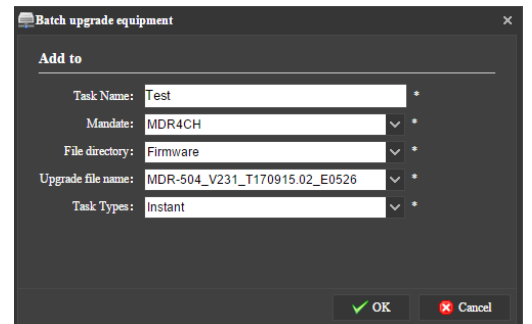 Batch upgrade equipment
Add to
Task Name: Test *
Mandate: MDR4CH *
File directory: Firmware *
Upgrade file name: MDR-504_V231_T170915.02_E0526 *
Task Types: Instant *
OK Cancel